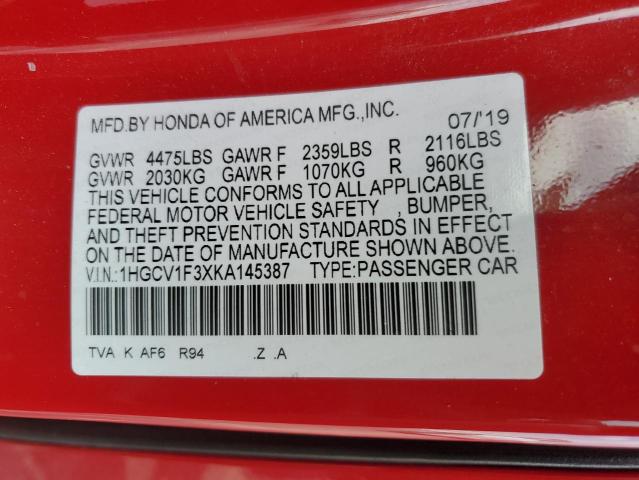 MFD.BY HONDA OF AMERICA MFG.,INC. 07/'19
GVWR 4475LBS GAWR F 2359LBS R 2116LBS
GVWR 2030KG GAWR F 1070KG R 960KG
THIS VEHICLE CONFORMS TO ALL APPLICABLE
FEDERAL MOTOR VEHICLE SAFETY , BUMPER,
AND THEFT PREVENTION STANDARDS IN EFFECT
ON THE DATE OF MANUFACTURE SHOWN ABOVE.
V.I.N.:1HGCV1F3XKA145387 TYPE:PASSENGER CAR
TVA K AF6 R94 .Z .A